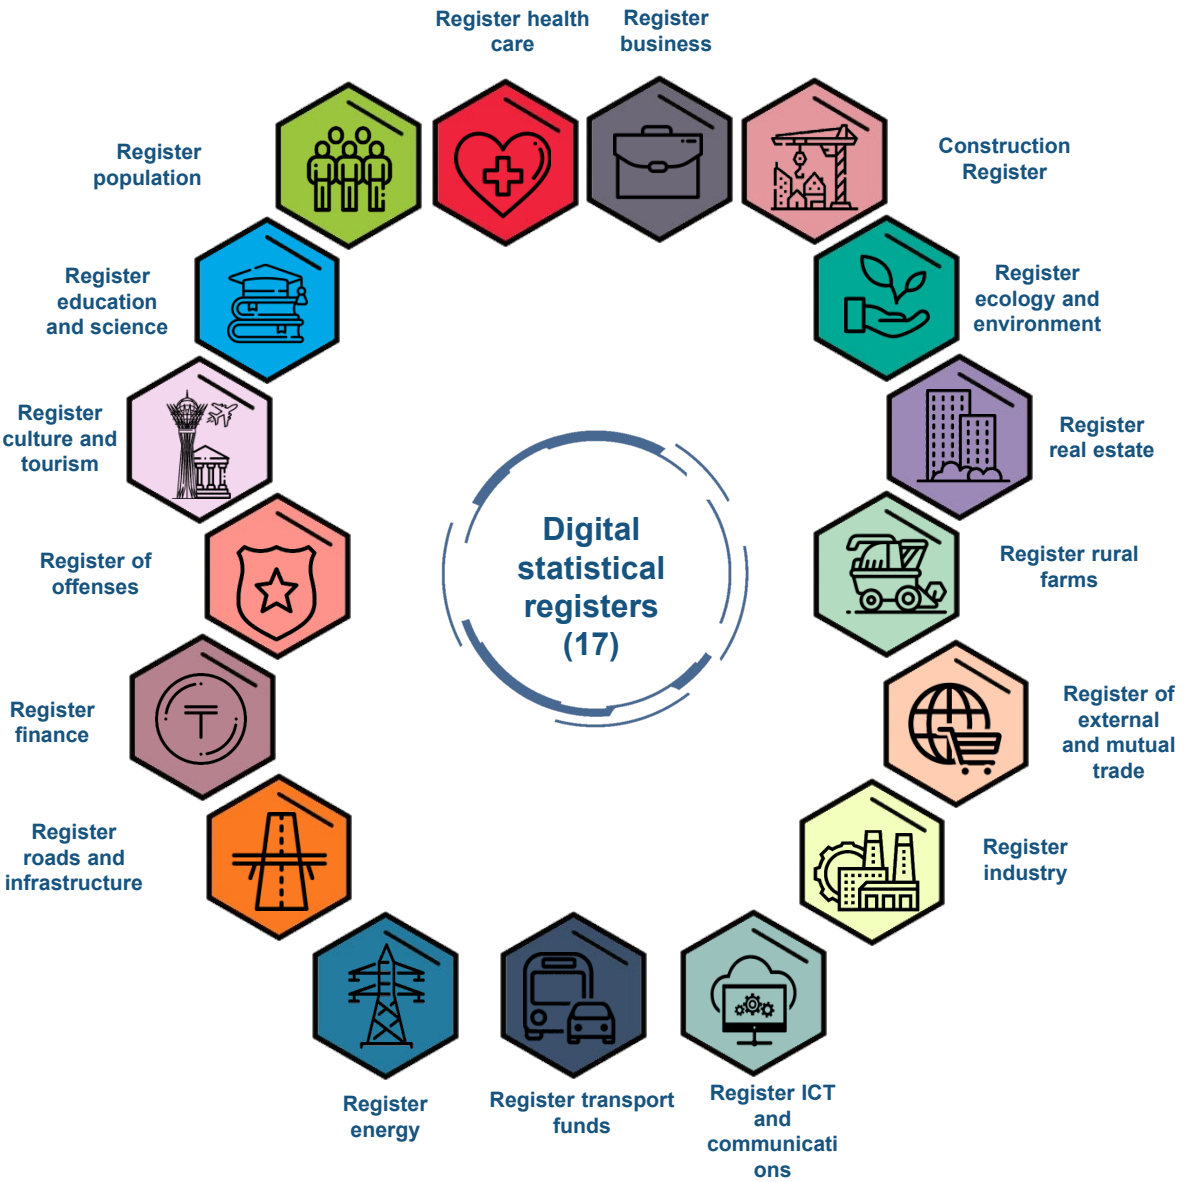 Register health
care
Register
business
Register
population
Construction
Register
Register
education
and science
Register
ecology and
environment
Register
culture and
tourism
Register
real estate
Digital
statistical
registers
(17)
Register of
offenses
Register rural
farms
Register
finance
Register of
external
and mutual
trade
Register
roads and
infrastructure
Register
industry
Register
energy
Register transport
funds
Register ICT
and
communicati
ons